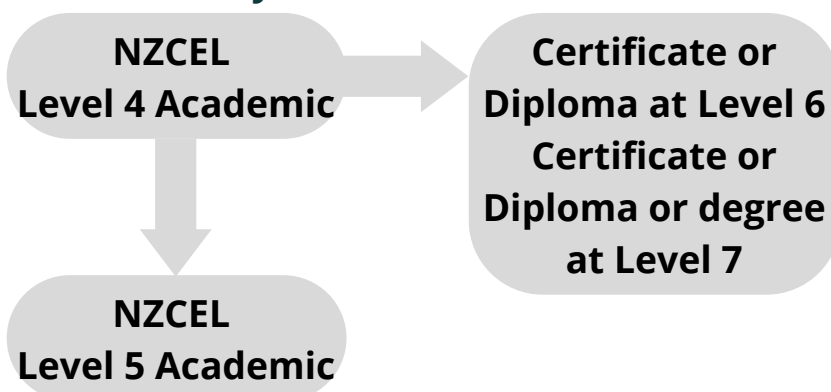 NZCEL
Level 4 Academic
Certificate or
Diploma at Level 6
Certificate or
Diploma or degree
at Level 7
NZCEL
Level 5 Academic